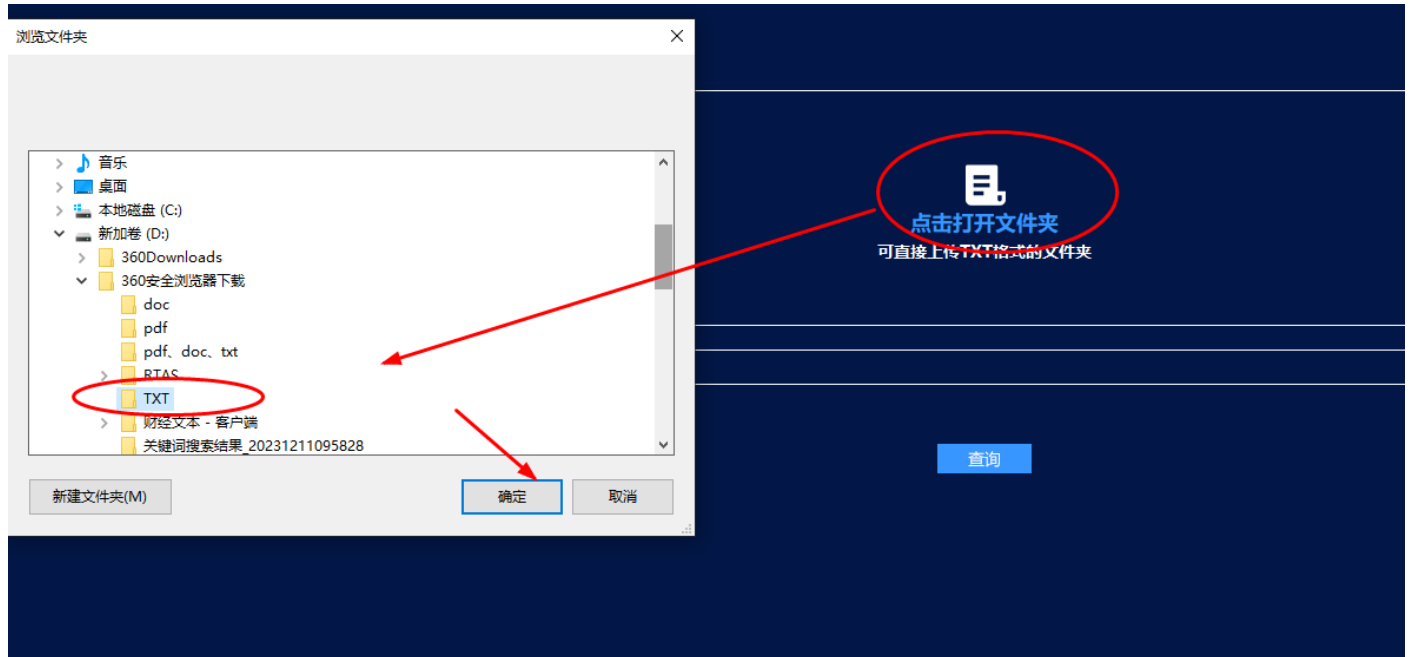 浏览文件夹
音乐
桌面
本地磁盘 (C:)
新加卷 (D:)
360Downloads
360安全浏览器下载
doc
pdf
pdf、doc、txt
RTAS
TXT
财经文本 - 客户端
关键词搜索结果_20231211095828
新建文件夹(M)
确定
取消
点击打开文件夹
可直接上传TXT格式的文件夹
查询